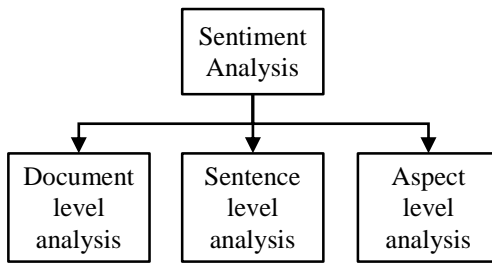 Sentiment
Analysis
Document
level
analysis
Sentence
level
analysis
Aspect
level
analysis